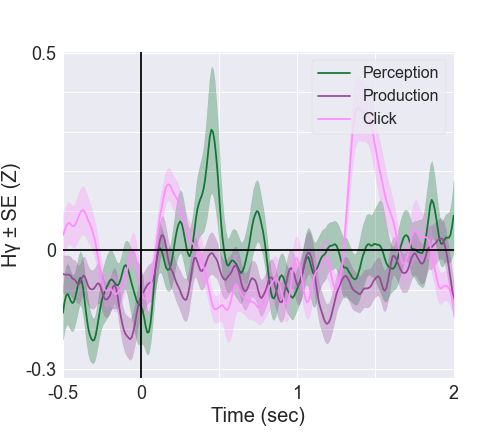 0.5
Perception
Production
Click
Hγ ± SE (Z)
0
-0.3
-0.5 0 1 2
Time (sec)